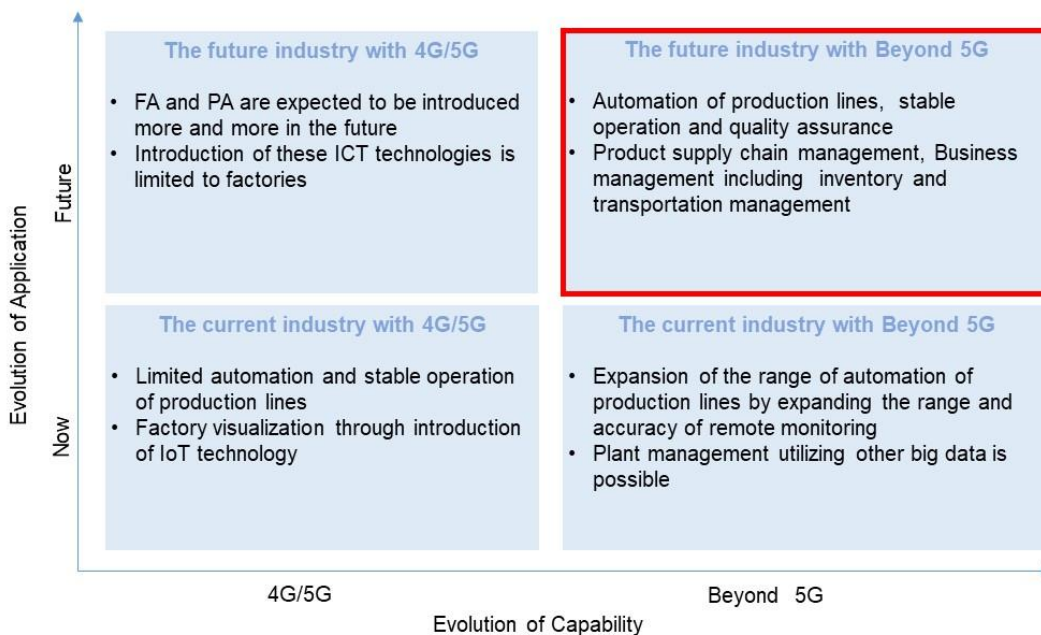 The future industry with 4G/5G
• FA and PA are expected to be introduced
more and more in the future
• Introduction of these ICT technologies is
limited to factories
The future industry with Beyond 5G
• Automation of production lines, stable
operation and quality assurance
• Product supply chain management, Business
management including inventory and
transportation management
The current industry with 4G/5G
• Limited automation and stable operation
of production lines
• Factory visualization through introduction
of IoT technology
The current industry with Beyond 5G
• Expansion of the range of automation of
production lines by expanding the range and
accuracy of remote monitoring
• Plant management utilizing other big data is
possible
Evolution of Application
Future
Now
4G/5G
Beyond 5G
Evolution of Capability